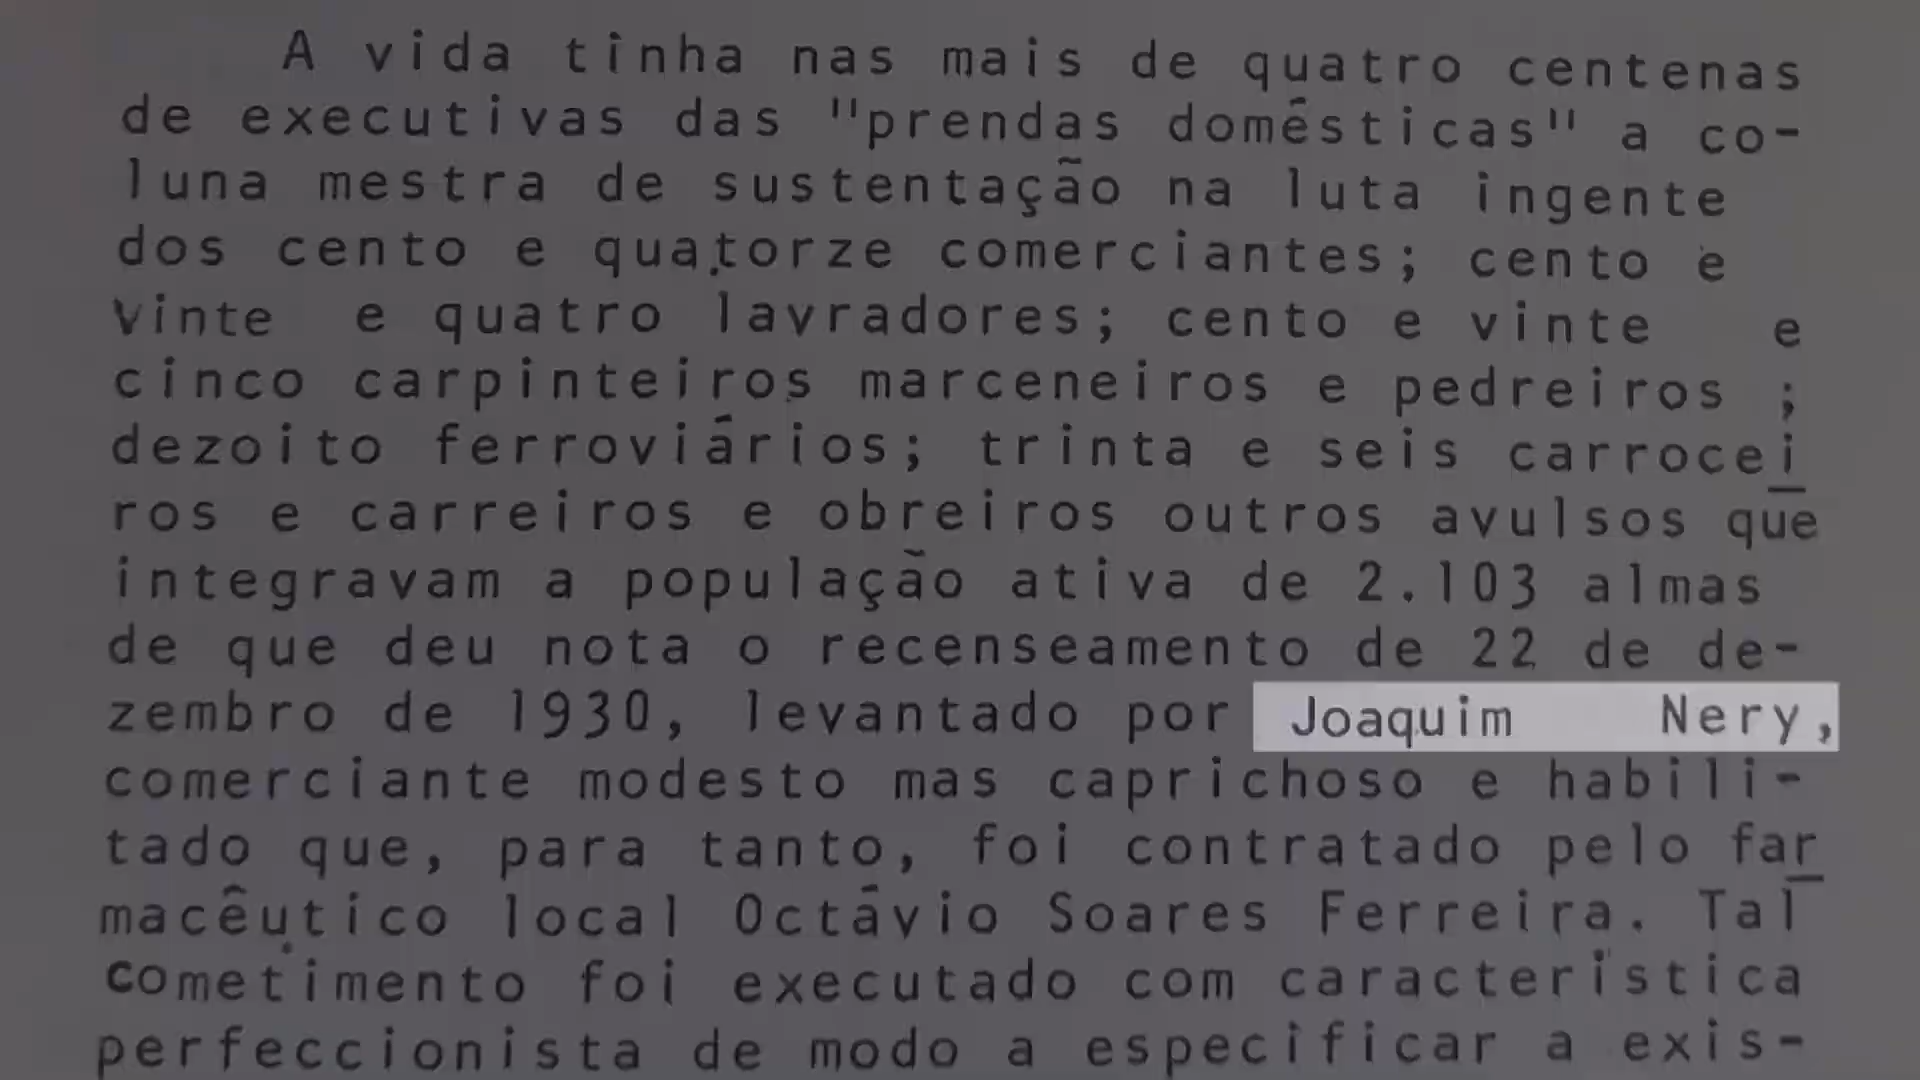 A vida tinha nas mais de quatro centenas
de executivas das "prendas domésticas" a co-
luna mestra de sustentação na luta ingente
dos cento e quatorze comerciantes; cento e
vinte e quatro lavradores; cento e vinte e
cinco carpinteiros marceneiros e pedreiros ;
dezoito ferroviários; trinta e seis carrocei
ros e carreiros e obreiros outros avulsos que
integravam a população ativa de 2.103 almas
de que deu nota o recenseamento de 22 de de-
zembro de 1930, levantado por Joaquim Nery,
comerciante modesto mas caprichoso e habili-
tado que, para tanto, foi contratado pelo far
macêutico local Octávio Soares Ferreira. Tal
cometimento foi executado com característica
perfeccionista de modo a especificar a exis-